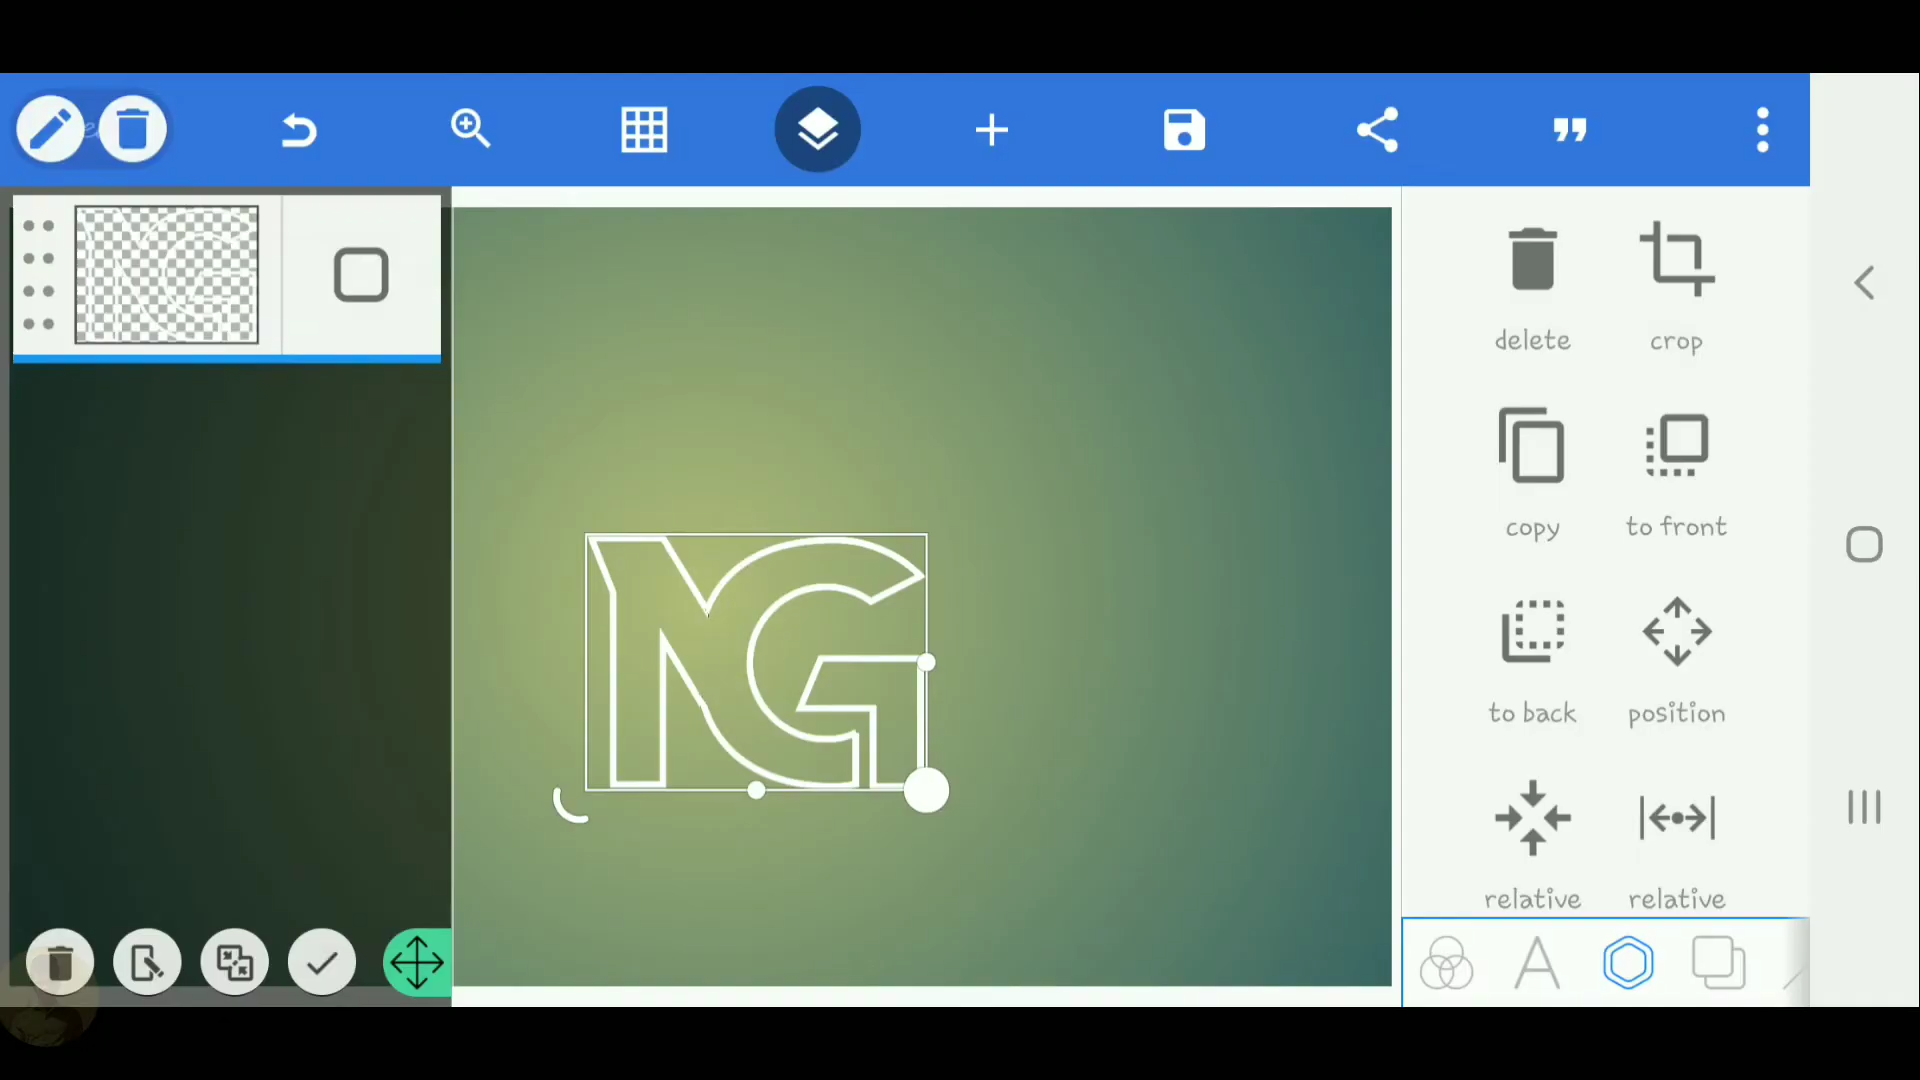 delete
crop
copy
to front
NG
to back
position
relative
relative